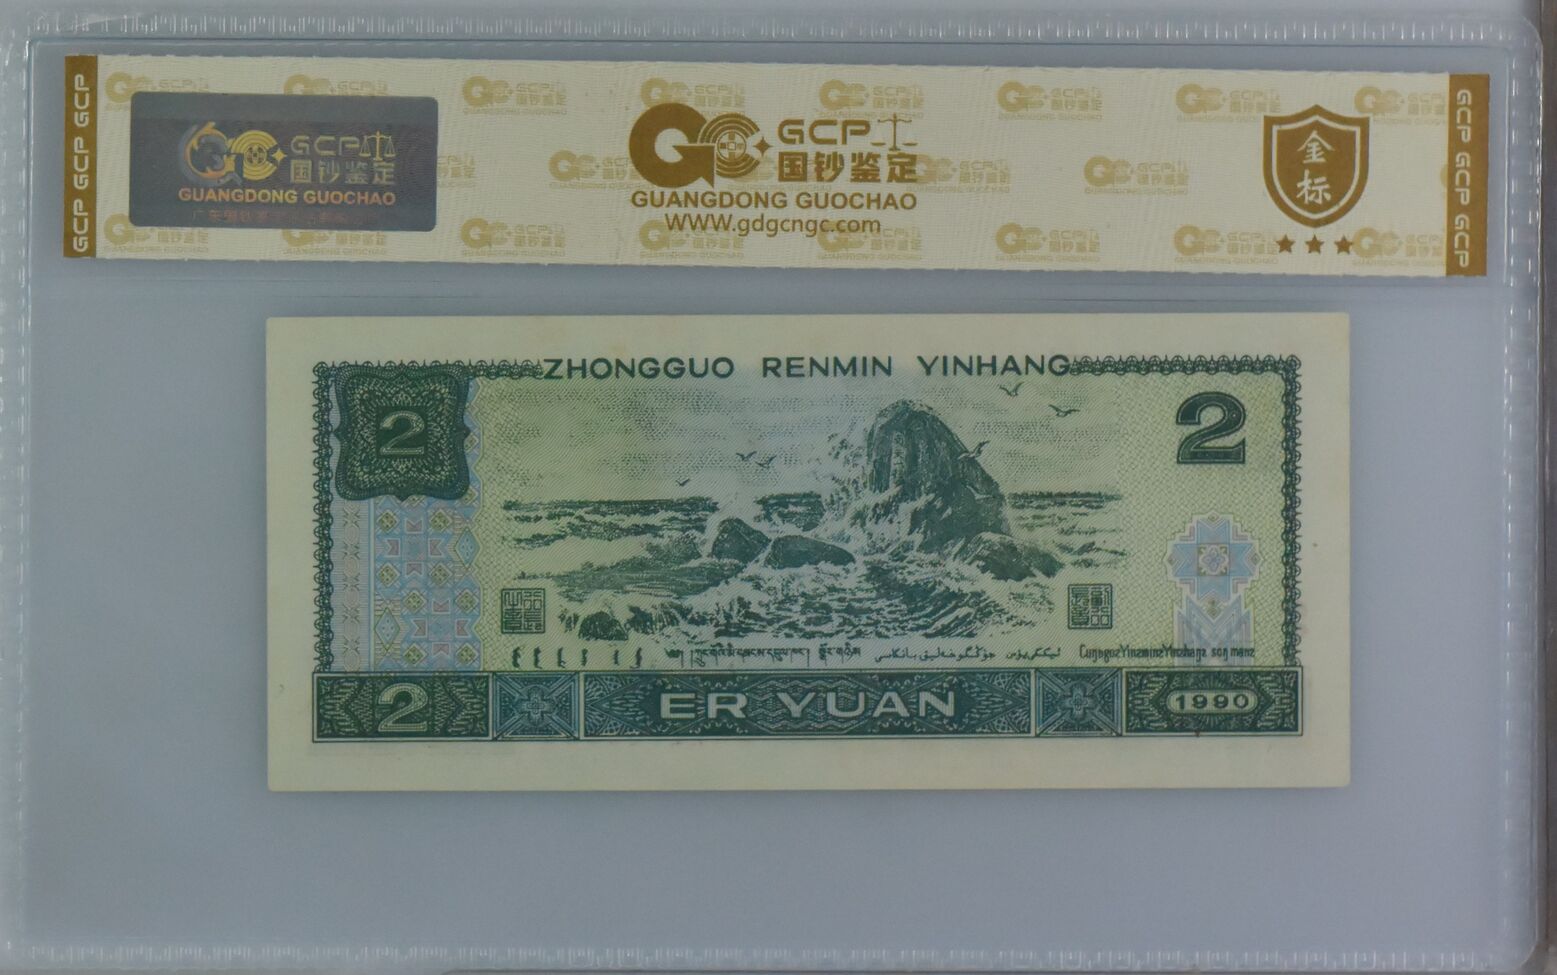 GCP GCP GCP
GCP
国钞鉴定
GUANGDONG GUOCHAO
GCP
国钞鉴定
GUANGDONG GUOCHAO
WWW.gdgcngc.com
金标
GCP GCP GCP
ZHONGGUO RENMIN YINHANG
2
2
2
ER YUAN
1990